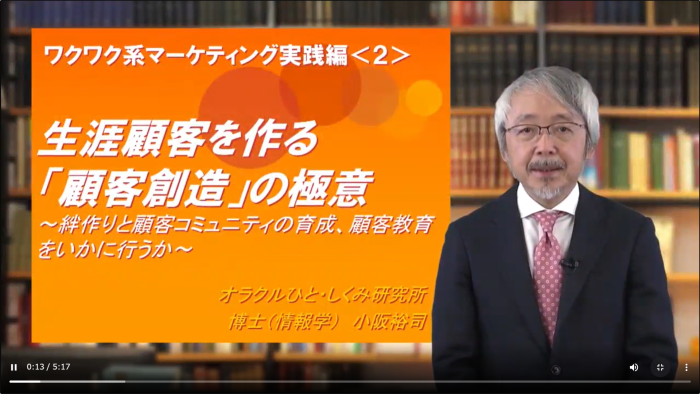 ワクワク系マーケティング実践編＜２＞
生涯顧客を作る
「顧客創造」の極意
～絆作りと顧客コミュニティの育成、顧客教育
をいかに行うか～
オラクルひと・しくみ研究所
博士（情報学）　小阪裕司
0:13 / 5:17